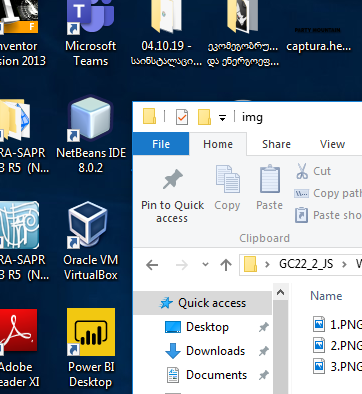 nventor
sion 2013
Microsoft
Teams
04.10.19 -
საინსტალაცი...
ეკომეგობრუ...
და ენერგოეფ...
captura.he...
RA-SAPR
3 R5 (N...
NetBeans IDE
8.0.2
RA-SAPR
3 R5 (N...
Oracle VM
VirtualBox
Adobe
eader XI
Power BI
Desktop
img
File
Home
Share
View
Pin to Quick
access
Copy
Paste
Cut
Copy path
Paste sho
Clipboard
GC22_2_JS
Quick access
Desktop
Downloads
Documents
Name
1.PNG
2.PNG
3.PNG